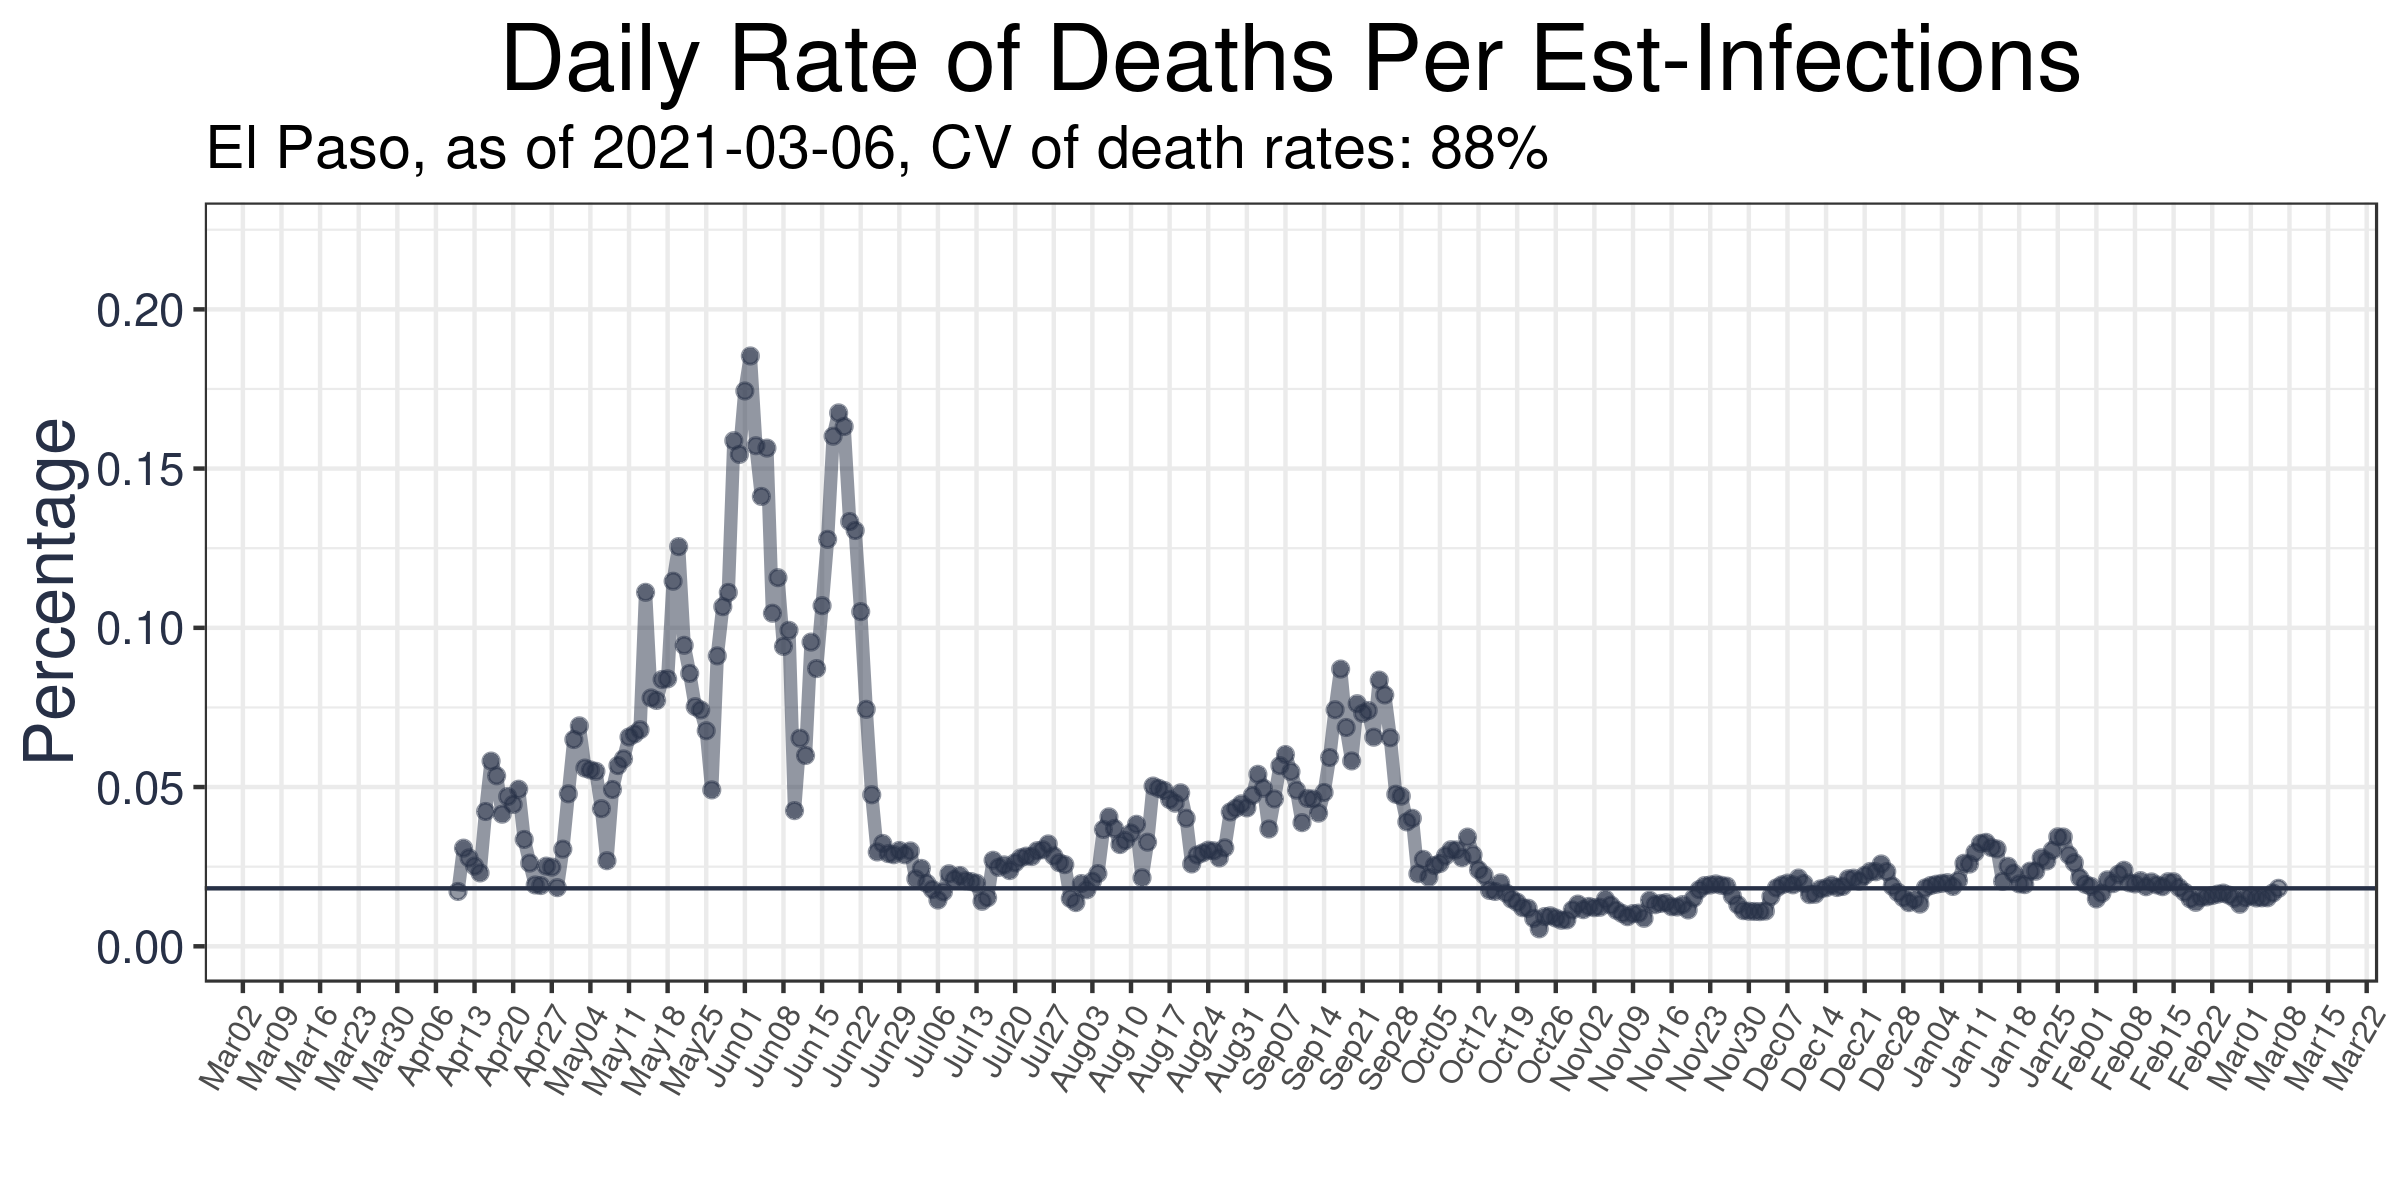 Daily Rate of Deaths Per Est-Infections
El Paso, as of 2021-03-06, CV of death rates: 88%
Percentage
0.20
0.15
0.10
0.05
0.00
Mar02
Mar09
Mar16
Mar23
Mar30
Apr06
Apr13
Apr20
Apr27
May04
May11
May18
May25
Jun01
Jun08
Jun15
Jun22
Jun29
Jul06
Jul13
Jul20
Jul27
Aug03
Aug10
Aug17
Aug24
Aug31
Sep07
Sep14
Sep21
Sep28
Oct05
Oct12
Oct19
Oct26
Nov02
Nov09
Nov16
Nov23
Nov30
Dec07
Dec14
Dec21
Dec28
Jan04
Jan11
Jan18
Jan25
Feb01
Feb08
Feb15
Feb22
Mar01
Mar08
Mar15
Mar22